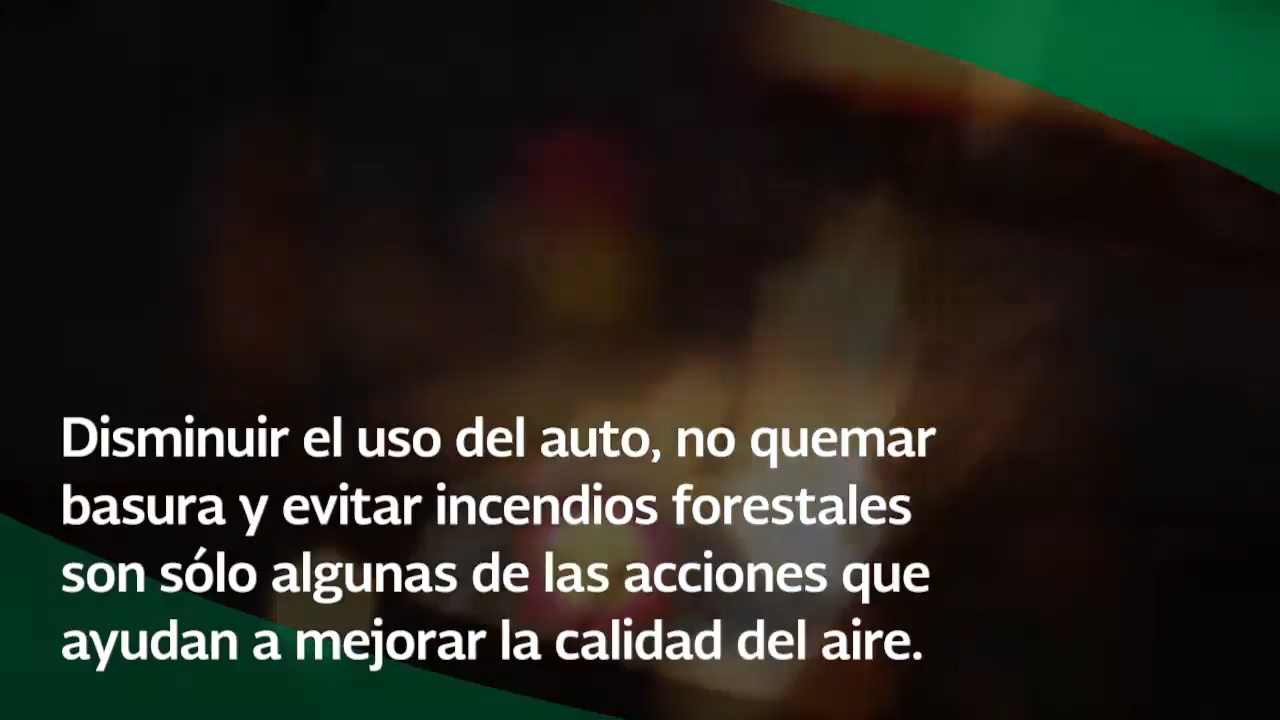 Disminuir el uso del auto, no quemar
basura y evitar incendios forestales
son sólo algunas de las acciones que
ayudan a mejorar la calidad del aire.